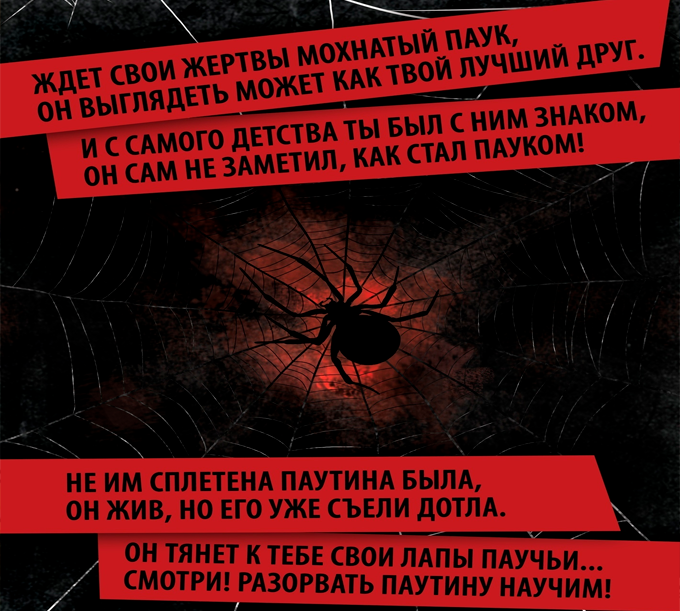 ЖДЕТ СВОИ ЖЕРТВЫ МОХНАТЫЙ ПАУК,
ОН ВЫГЛЯДЕТЬ МОЖЕТ КАК ТВОЙ ЛУЧШИЙ ДРУГ.
И С САМОГО ДЕТСТВА ТЫ БЫЛ С НИМ ЗНАКОМ,
ОН САМ НЕ ЗАМЕТИЛ, КАК СТАЛ ПАУКОМ!
НЕ ИМ СПЛЕТЕНА ПАУТИНА БЫЛА,
ОН ЖИВ, НО ЕГО УЖЕ СЪЕЛИ ДОТЛА.
ОН ТЯНЕТ К ТЕБЕ СВОИ ЛАПЫ ПАУЧЬИ...
СМОТРИ! РАЗОРВАТЬ ПАУТИНУ НАУЧИМ!